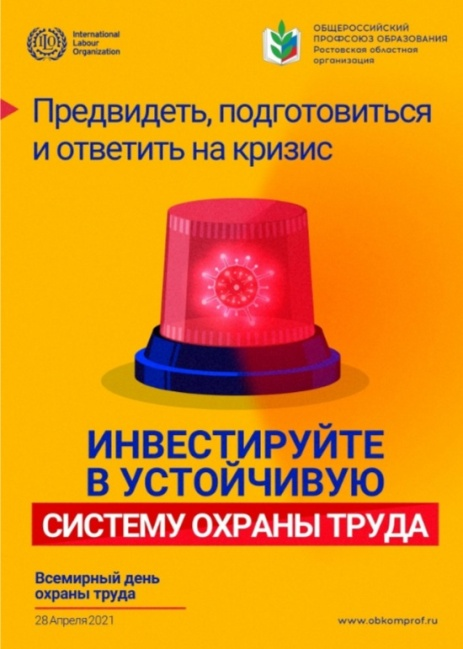 International
Labour
Organization
ОБЩЕРОССИЙСКИЙ
ПРОФСОЮЗ ОБРАЗОВАНИЯ
Ростовская областная
организация
Предвидеть, подготовиться
и ответить на кризис
ИНВЕСТИРУЙТЕ
В УСТОЙЧИВУЮ
СИСТЕМУ ОХРАНЫ ТРУДА
Всемирный день
охраны труда
28 Апреля 2021
www.obkomprof.ru